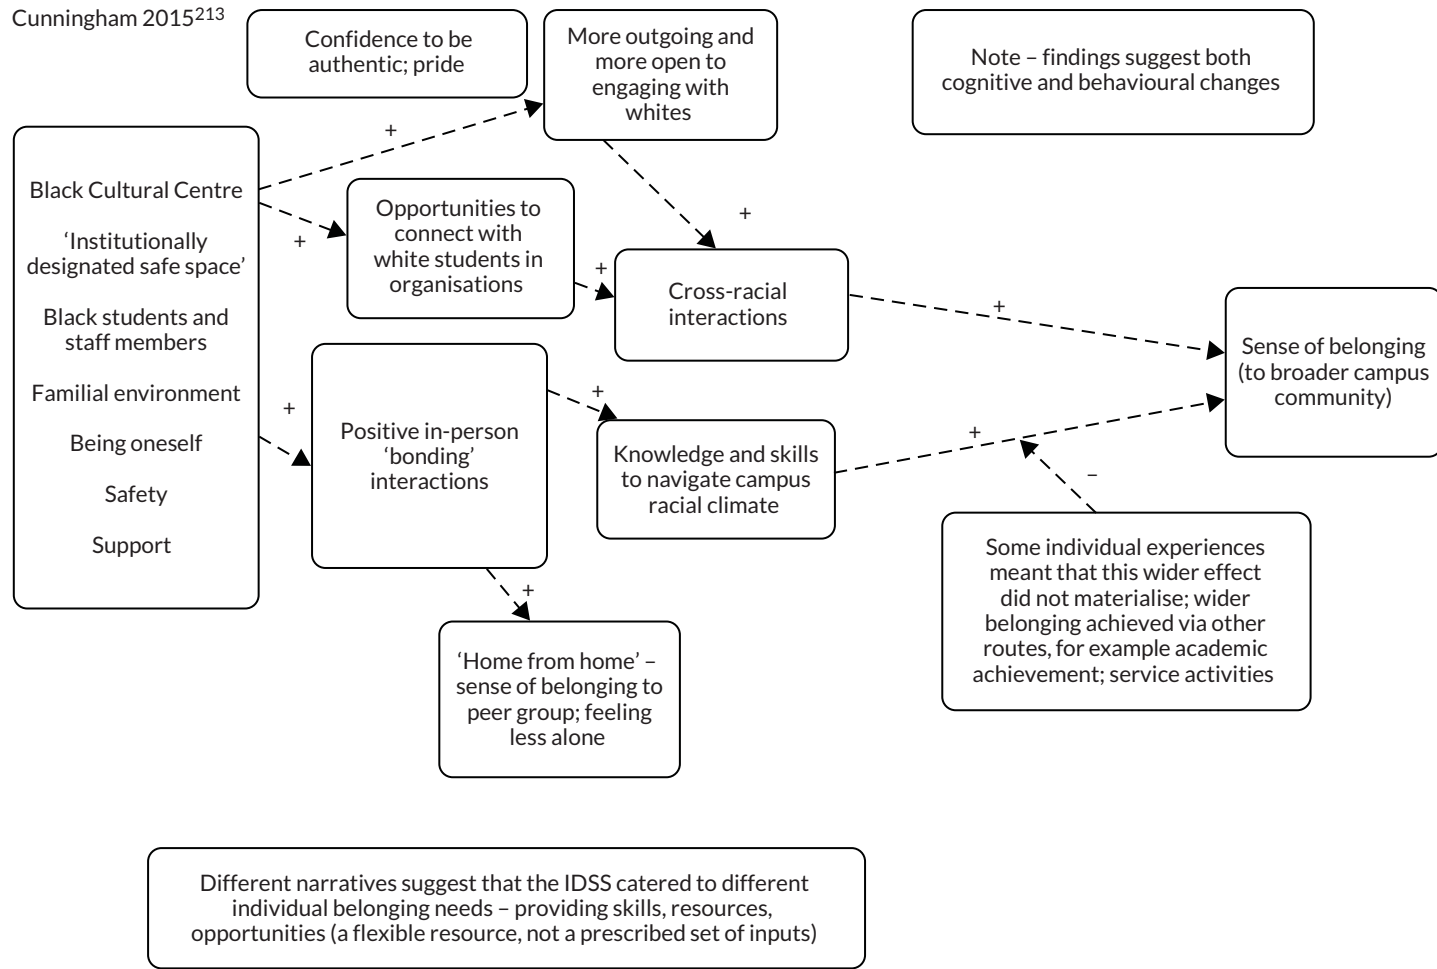 Cunningham 2015213
Confidence to be
authentic; pride
More outgoing and
more open to
engaging with
whites
Note – findings suggest both
cognitive and behavioural changes
+
Black Cultural Centre
‘Institutionally
designated safe space’
Black students and
staff members
Familial environment
Being oneself
Safety
Support
+
Opportunities to
connect with
white students in
organisations
+
+
Cross-racial
interactions
+
Sense of belonging
(to broader campus
community)
+
Positive in-person
‘bonding’
interactions
+
Knowledge and skills
to navigate campus
racial climate
+
–
Some individual experiences
meant that this wider effect
did not materialise; wider
belonging achieved via other
routes, for example academic
achievement; service activities
+
‘Home from home’ –
sense of belonging to
peer group; feeling
less alone
Different narratives suggest that the IDSS catered to different
individual belonging needs – providing skills, resources,
opportunities (a flexible resource, not a prescribed set of inputs)